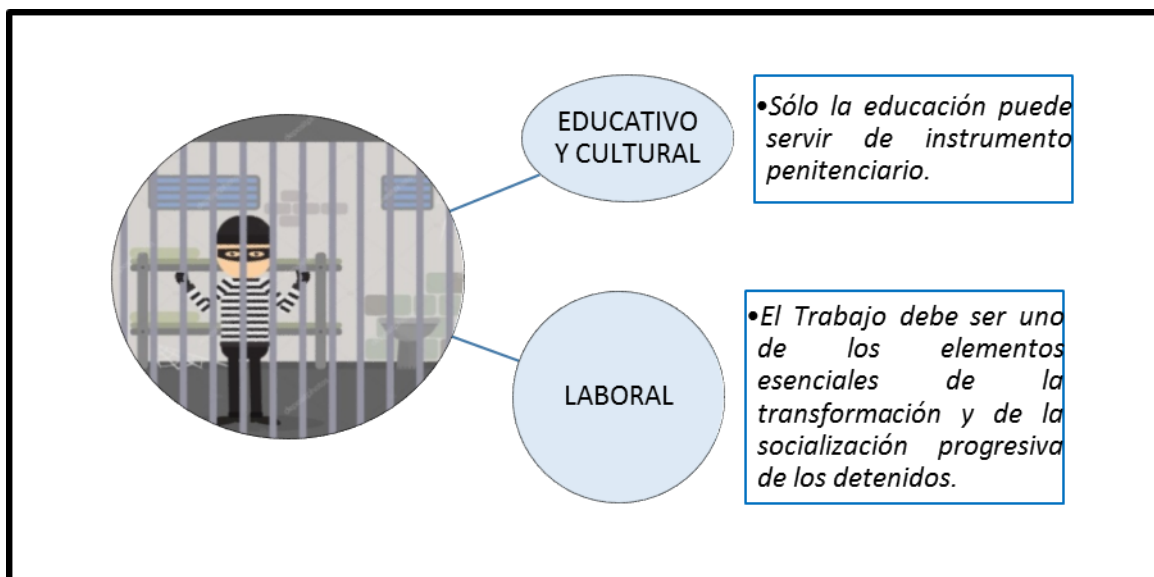 EDUCATIVO
Y CULTURAL
•Sólo la educación puede
servir de instrumento
penitenciario.
LABORAL
•El Trabajo debe ser uno
de los elementos
esenciales de la
transformación y de la
socialización progresiva
de los detenidos.